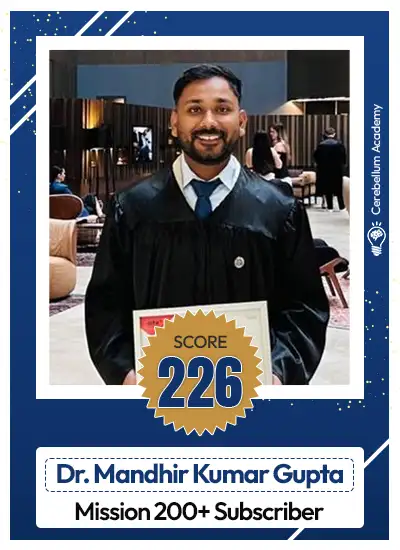 Cerebellum Academy
SCORE
226
Dr. Mandhir Kumar Gupta
Mission 200+ Subscriber